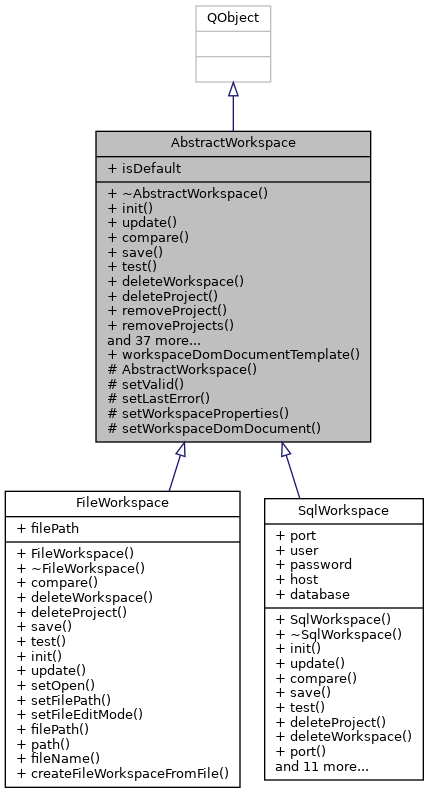 QObject
AbstractWorkspace
+ isDefault
+ ~AbstractWorkspace()
+ init()
+ update()
+ compare()
+ save()
+ test()
+ deleteWorkspace()
+ deleteProject()
+ removeProject()
+ removeProjects()
and 37 more...
+ workspaceDomDocumentTemplate()
# AbstractWorkspace()
# setValid()
# setLastError()
# setWorkspaceProperties()
# setWorkspaceDomDocument()
FileWorkspace
+ filePath
+ FileWorkspace()
+ ~FileWorkspace()
+ compare()
+ deleteWorkspace()
+ deleteProject()
+ save()
+ test()
+ init()
+ update()
+ setOpen()
+ setFilePath()
+ setFileEditMode()
+ filePath()
+ path()
+ fileName()
+ createFileWorkspaceFromFile()
SqlWorkspace
+ port
+ user
+ password
+ host
+ database
+ SqlWorkspace()
+ ~SqlWorkspace()
+ init()
+ update()
+ compare()
+ save()
+ test()
+ deleteProject()
+ deleteWorkspace()
+ port()
and 11 more...